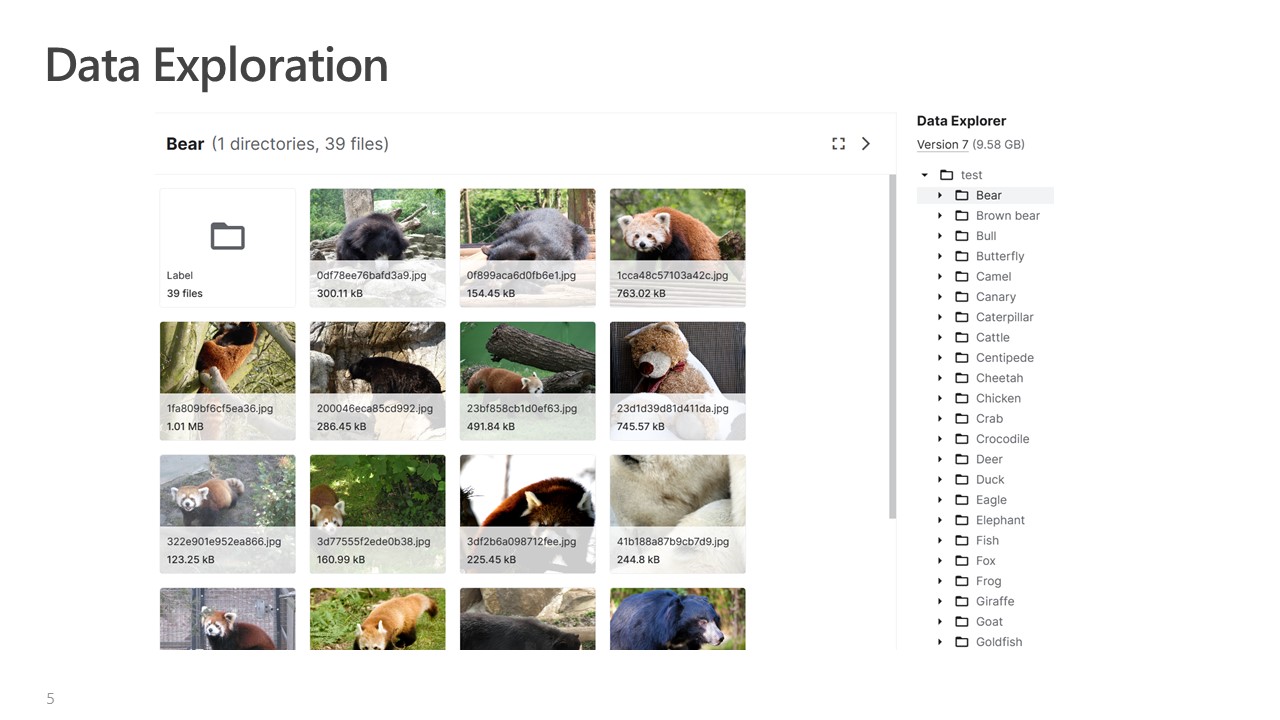 Data Exploration
Bear (1 directories, 39 files)
Label
39 files
0df78ee76bafd3a9.jpg
300.11 kB
0f899aca6d0fb6e1.jpg
154.45 kB
1cca48c57103a42c.jpg
763.02 kB
1fa809bf6cf5ea36.jpg
1.01 MB
200046eca85cd992.jpg
286.45 kB
23bf858cb1d0ef63.jpg
491.84 kB
23d1d39d81d411da.jpg
745.57 kB
322e901e952ea866.jpg
123.25 kB
3d77555f2ede0b38.jpg
160.99 kB
3df2b6a098712fee.jpg
225.45 kB
41b188a87b9cb7d9.jpg
244.8 kB
Data Explorer
Version 7 (9.58 GB)
test
Bear
Brown bear
Bull
Butterfly
Camel
Canary
Caterpillar
Cattle
Centipede
Cheetah
Chicken
Crab
Crocodile
Deer
Duck
Eagle
Elephant
Fish
Fox
Frog
Giraffe
Goat
Goldfish
5